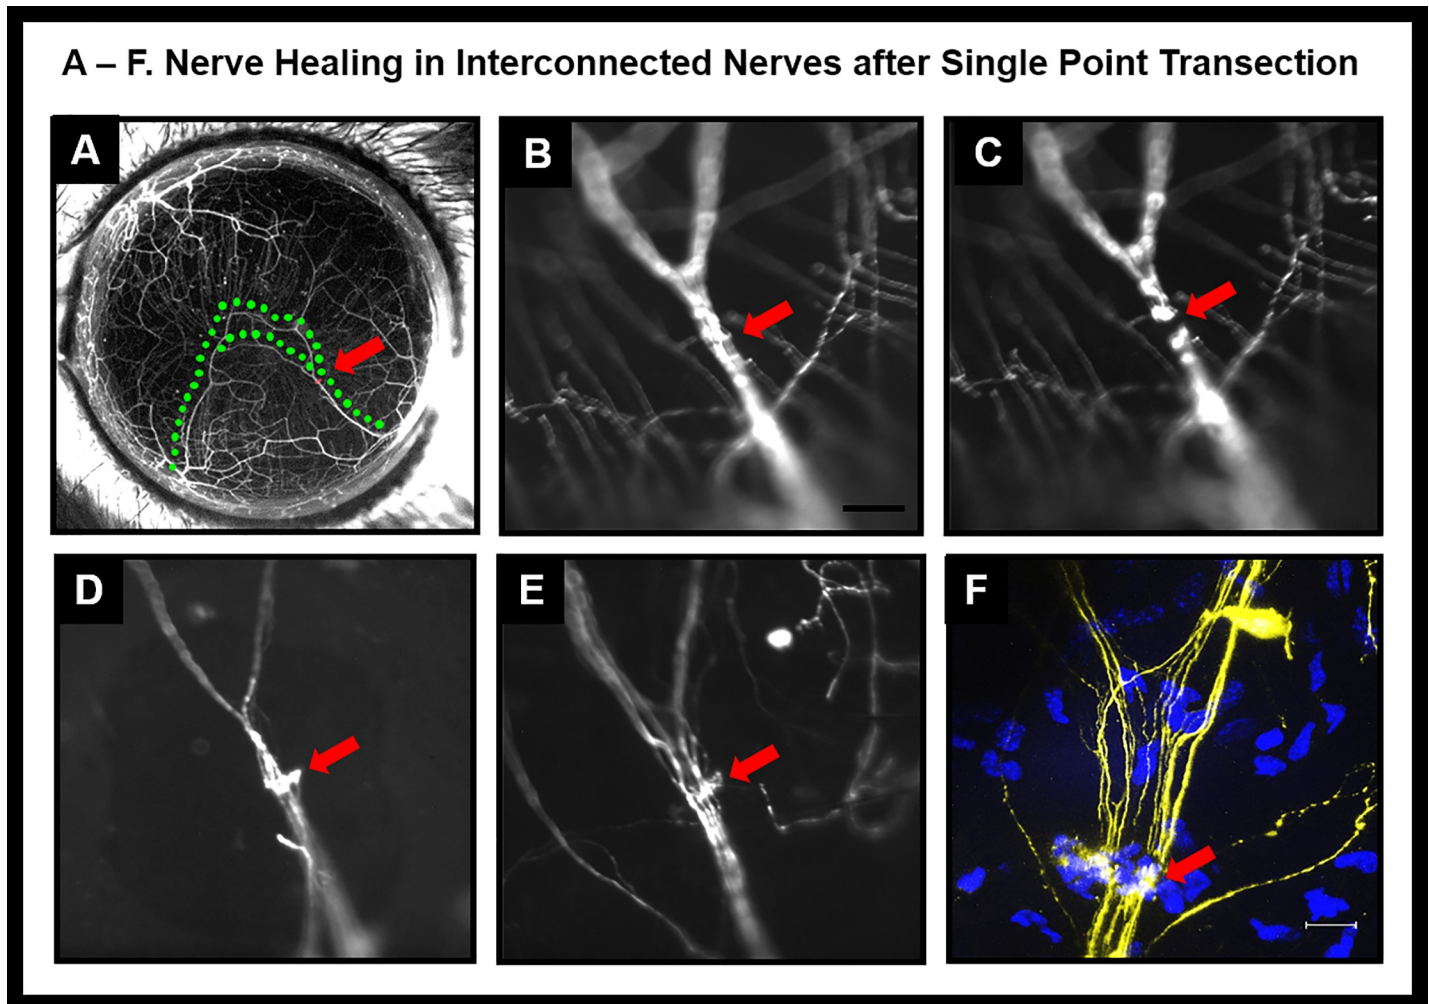 A – F. Nerve Healing in Interconnected Nerves after Single Point Transection
A
B
C
D
E
F